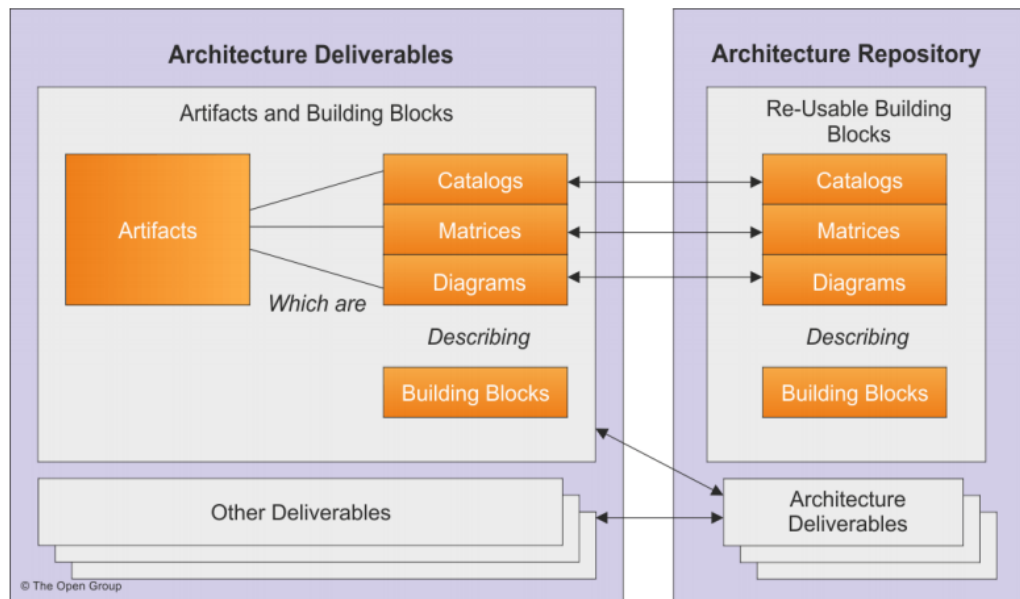 Architecture Deliverables
Artifacts and Building Blocks
Artifacts
Which are
Catalogs
Matrices
Diagrams
Describing
Building Blocks
Other Deliverables
© The Open Group
Architecture Repository
Re-Usable Building
Blocks
Catalogs
Matrices
Diagrams
Describing
Building Blocks
Architecture
Deliverables